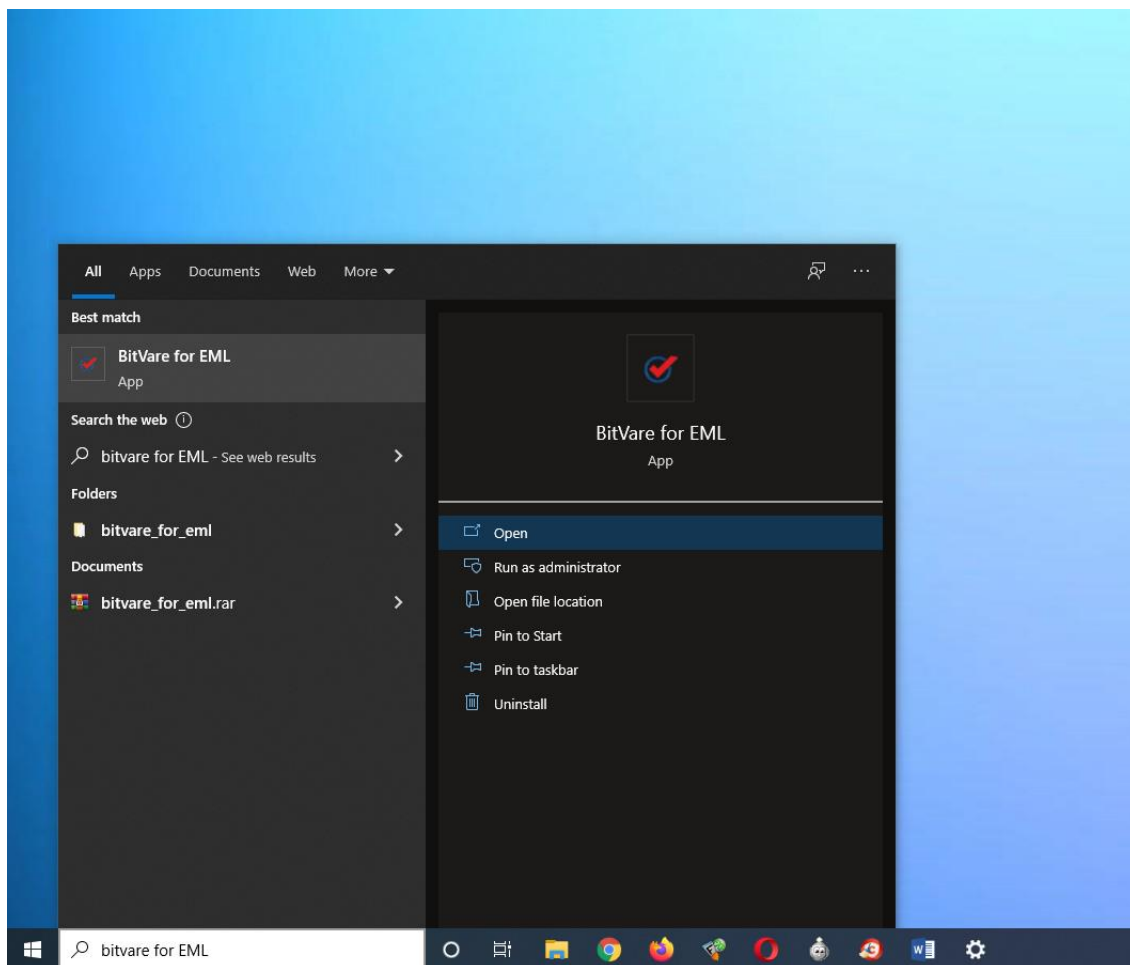 All Apps Documents Web More
Best match
BitVare for EML
App
Search the web
bitvare for EML - See web results
Folders
bitvare_for_eml
Documents
bitvare_for_eml.rar
BitVare for EML
App
Open
Run as administrator
Open file location
Pin to Start
Pin to taskbar
Uninstall
bitvare for EML